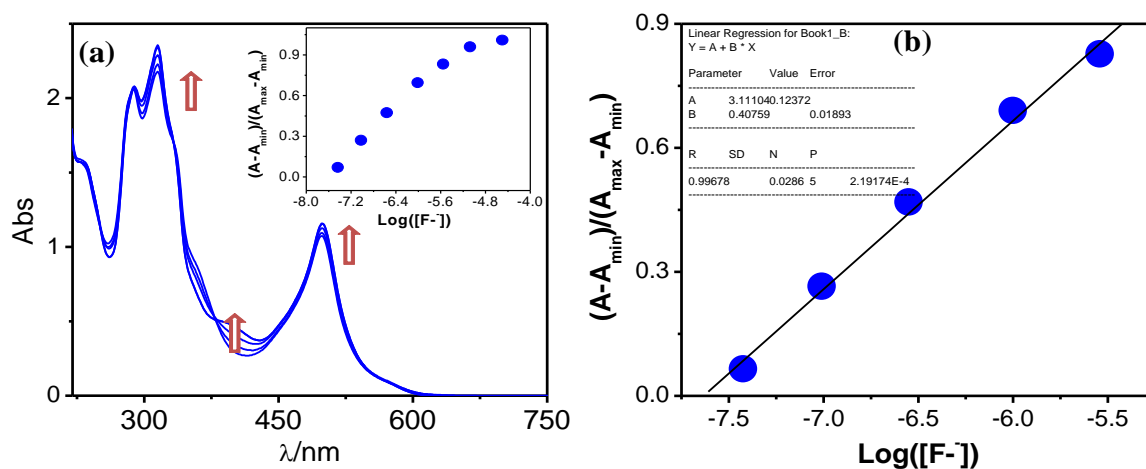 (a)
Abs
2
1
0
300 450 600 750
λ/nm
(A-A_min)/(A_max-A_min)
0.9
0.6
0.3
0.0
-8.0 -7.2 -6.4 -5.6 -4.8 -4.0
Log([F-⁻])
(b)
Linear Regression for Book1_B:
Y = A + B * X
Parameter Value Error
A 3.11104 0.12372
B 0.40759 0.01893
R SD N P
0.99678 0.0286 5 2.19174E-4
(A-A_min)/(A_max-A_min)
0.9
0.6
0.3
0.0
-7.5 -7.0 -6.5 -6.0 -5.5
Log([F-⁻])